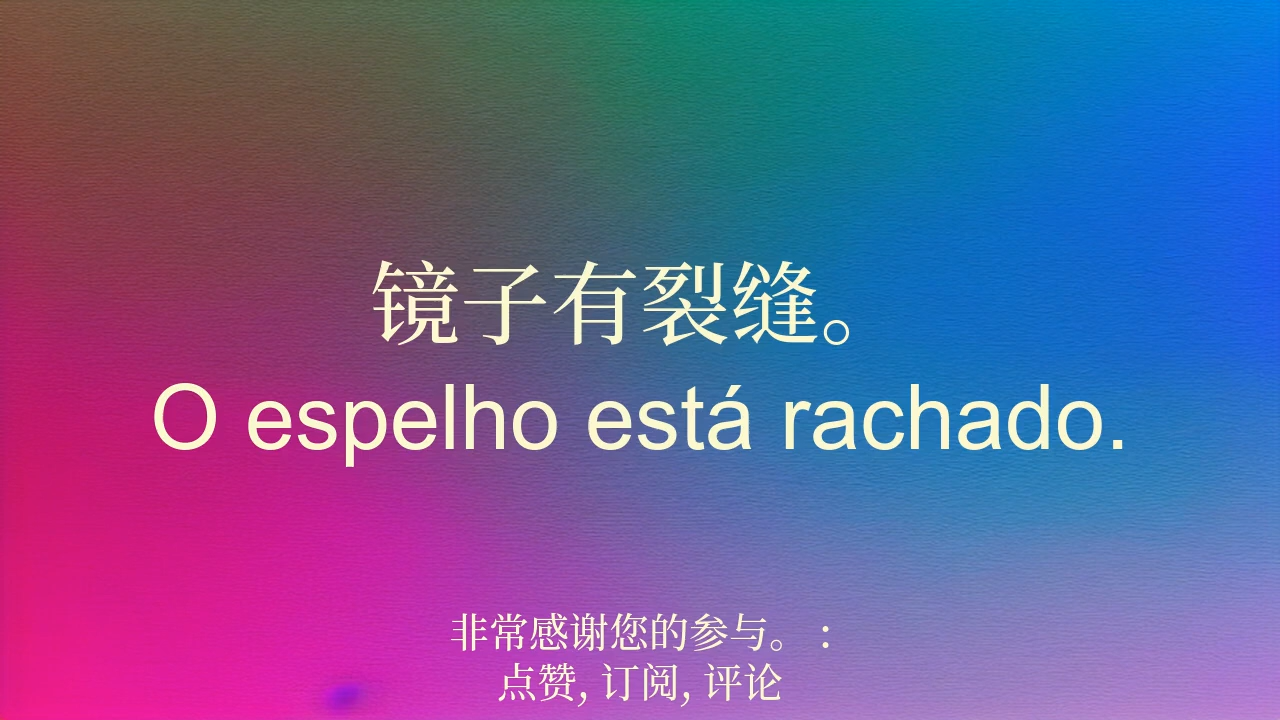 镜子有裂缝。
O espelho está rachado.
非常感谢您的参与。 :
点赞, 订阅, 评论